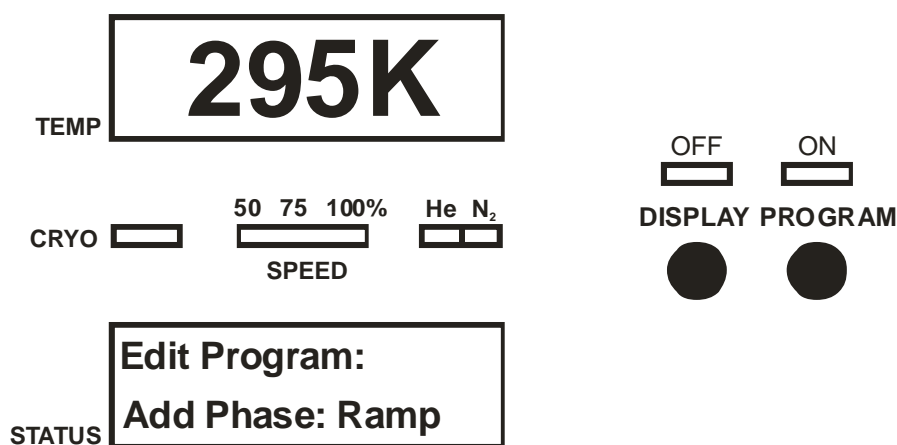 295K
TEMP
OFF ON
50 75 100% He N₂
DISPLAY PROGRAM
CRYO
SPEED
Edit Program:
Add Phase: Ramp
STATUS